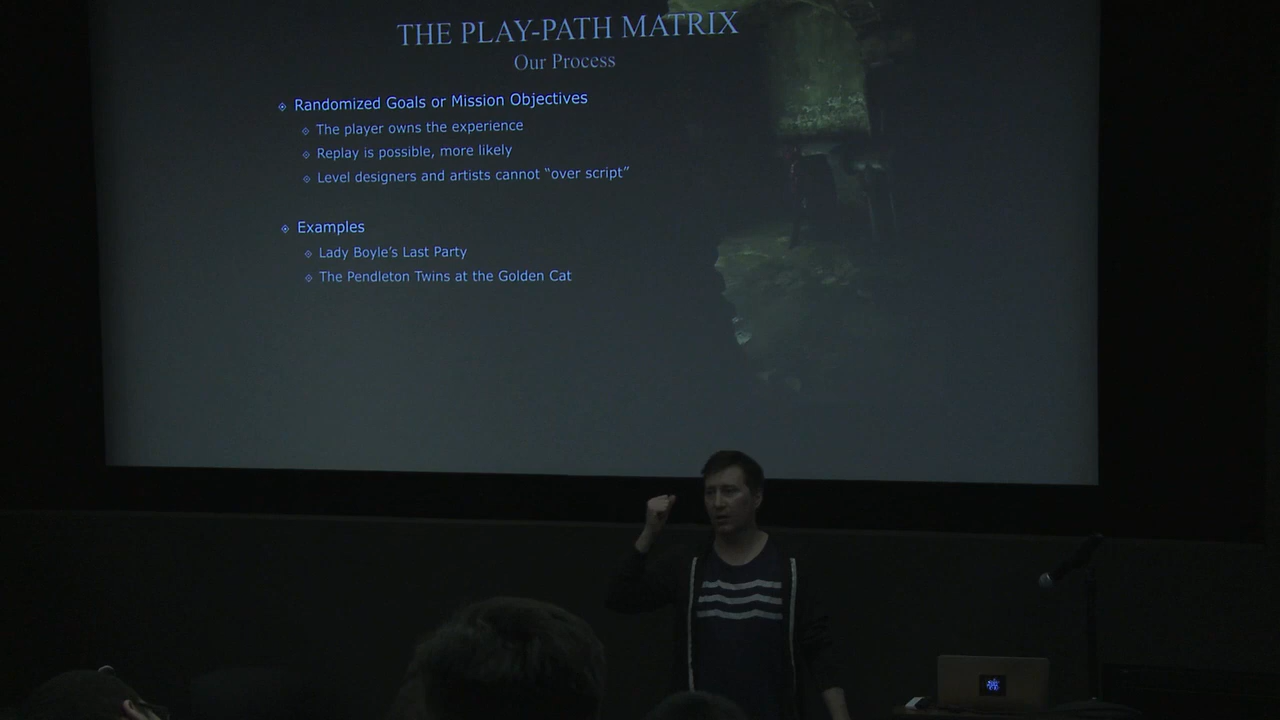 THE PLAY-PATH MATRIX
Our Process
Randomized Goals or Mission Objectives
The player owns the experience
Replay is possible, more likely
Level designers and artists cannot “over script”
Examples
Lady Boyle’s Last Party
The Pendleton Twins at the Golden Cat